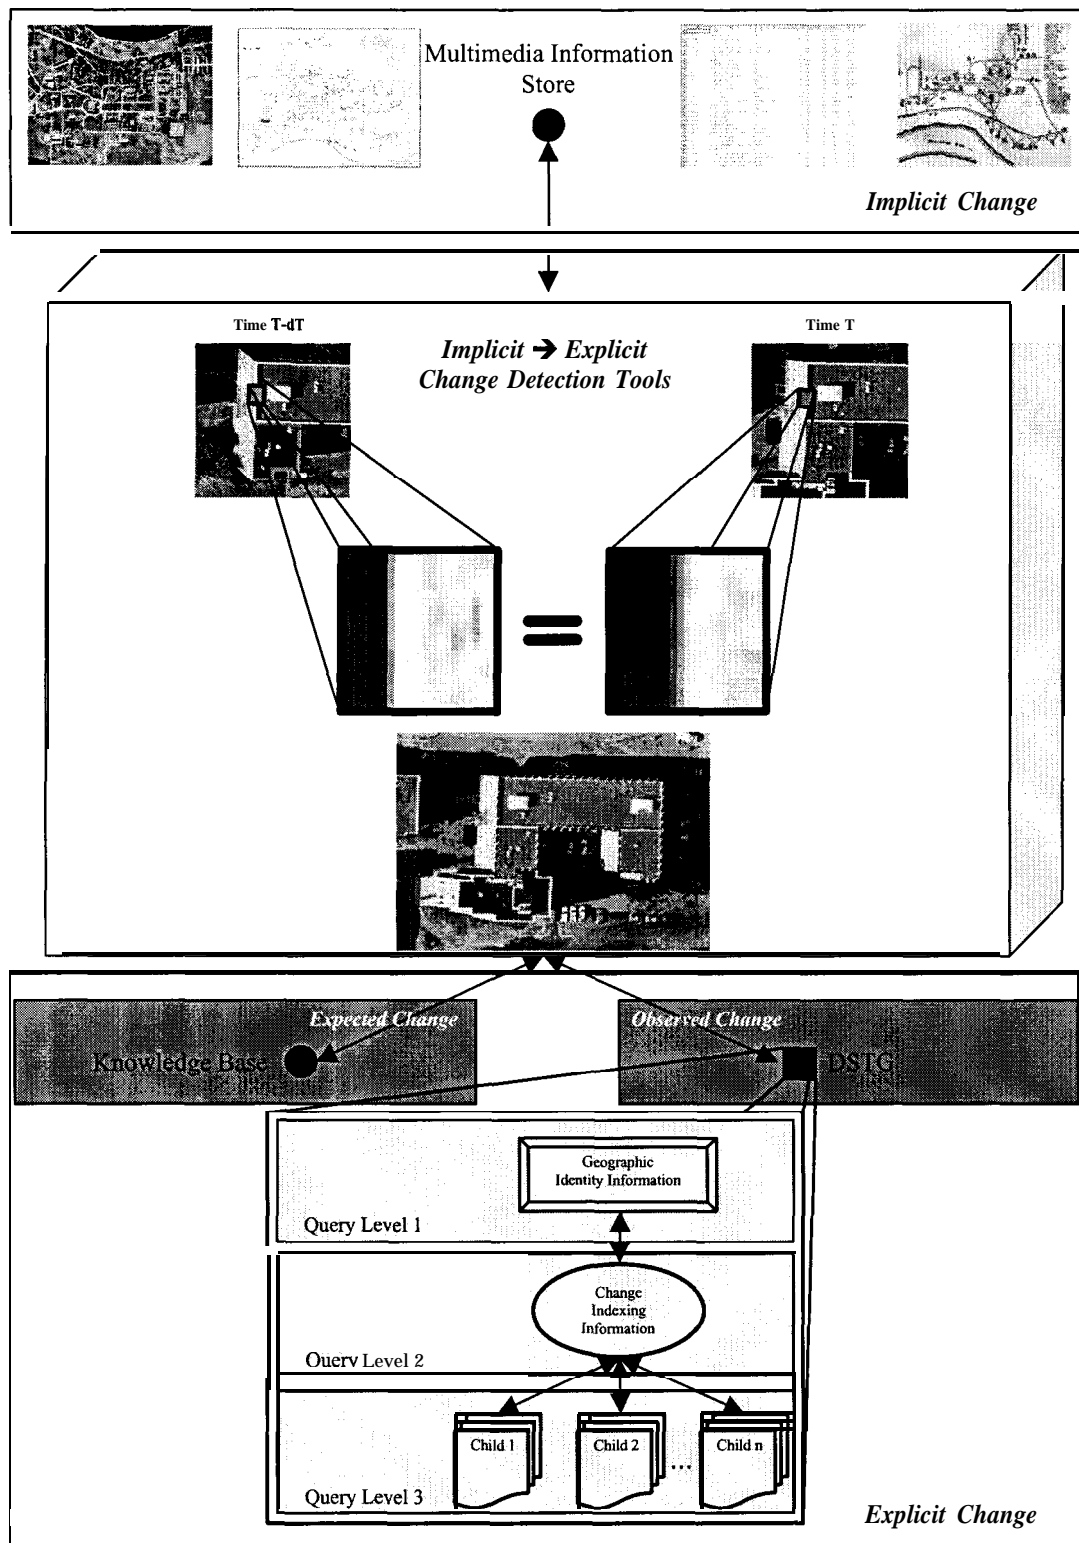 Multimedia Information
Store
Implicit Change
Time T-dT
Time T
Implicit ➔ Explicit
Change Detection Tools
Expected Change
Observed Change
Knowledge Base
DSTG
Geographic
Identity Information
Query Level 1
Change
Indexing
Information
Query Level 2
Child 1
Child 2
...
Child n
Query Level 3
Explicit Change